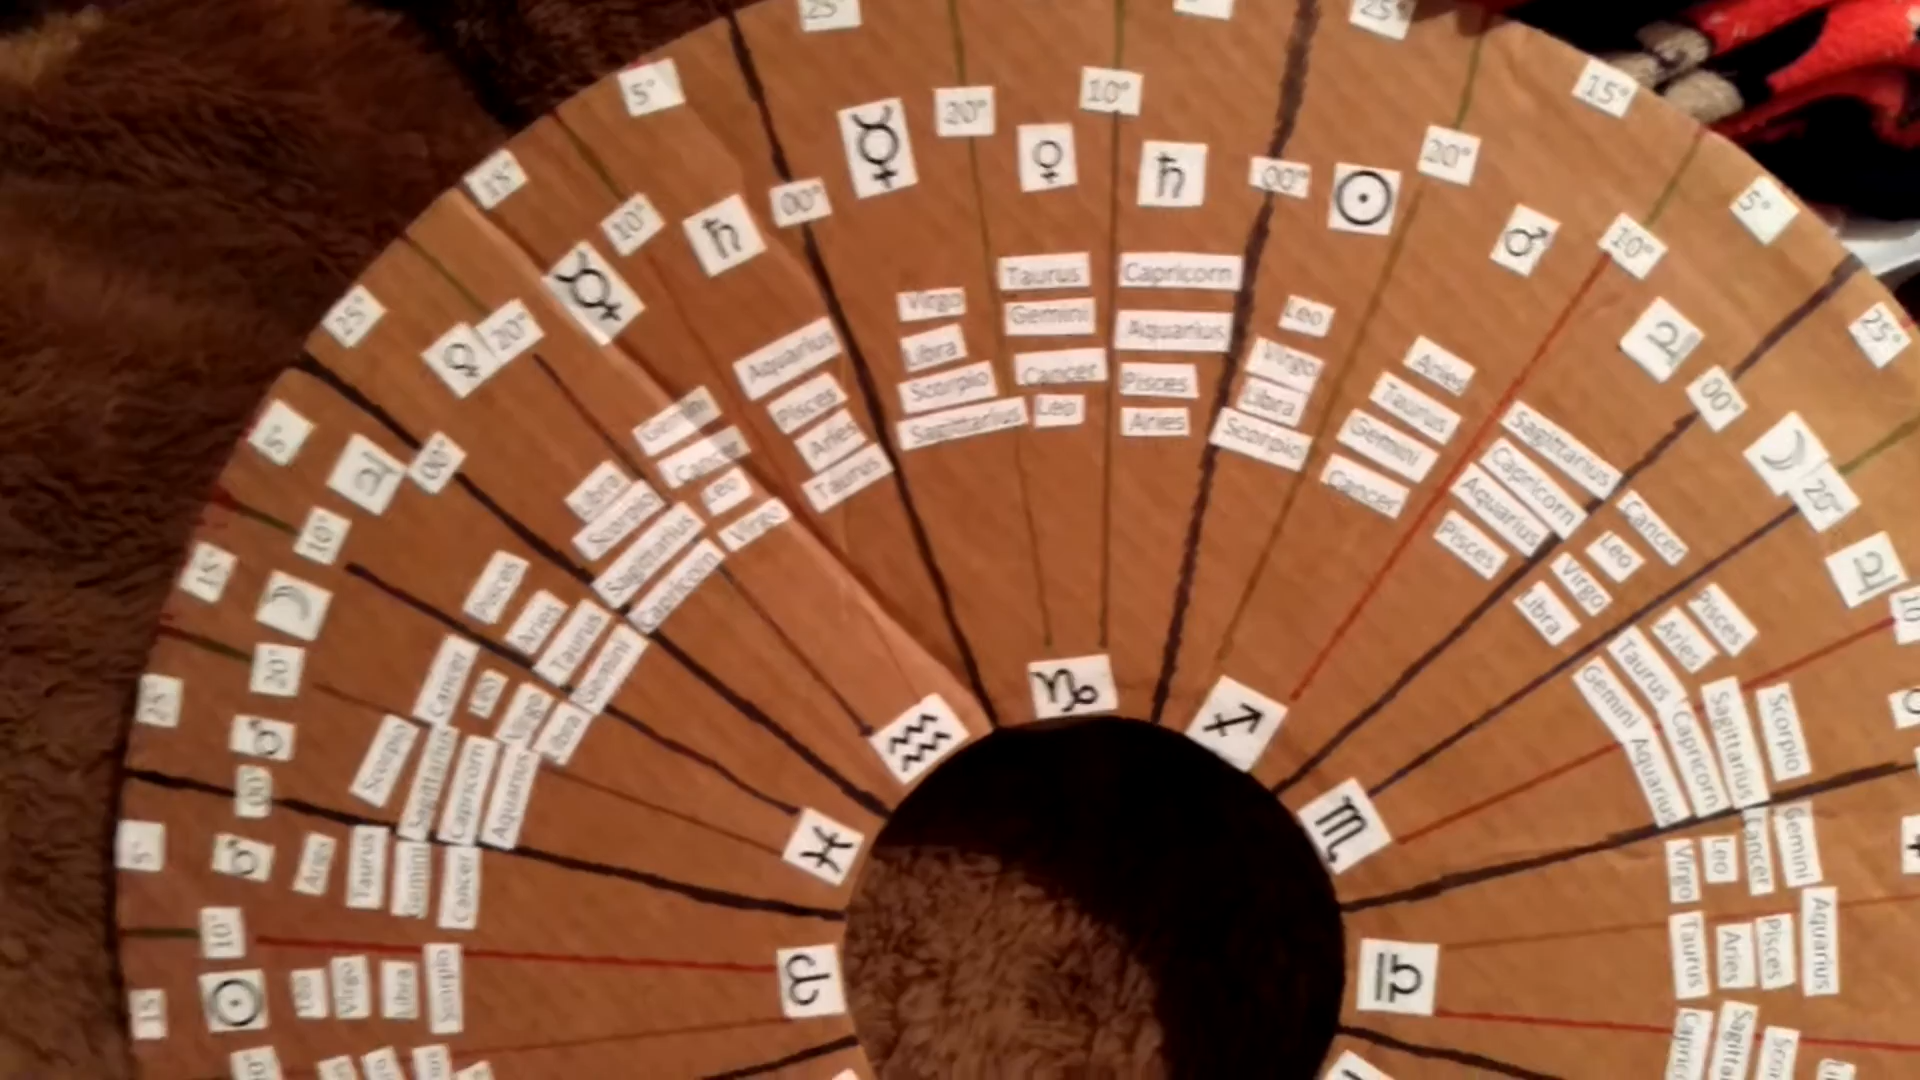 25°
5°
15°
25°
5°
15°
25°
5°
15
25°
15°
5°
25°
20°
10°
00°
20°
10°
00°
20°
10°
00°
10°
00°
20°
10°
00°
20°
00°
10°
Aries
Taurus
Gemini
Cancer
Leo
Virgo
Libra
Scorpio
Scorpio
Sagittarius
Capricorn
Aquarius
Cancer
Leo
Virgo
Libra
Pisces
Aries
Taurus
Gemini
Libra
Scorpio
Sagittarius
Capricorn
Gemini
Cancer
Leo
Virgo
Aquarius
Pisces
Aries
Taurus
Virgo
Libra
Scorpio
Sagittarius
Taurus
Gemini
Cancer
Leo
Capricorn
Aquarius
Pisces
Aries
Leo
Virgo
Libra
Scorpio
Aries
Taurus
Gemini
Cancer
Sagittarius
Capricorn
Aquarius
Pisces
Cancer
Leo
Virgo
Libra
Pisces
Aries
Taurus
Gemini
Scorpio
Sagittarius
Capricorn
Aquarius
Gemini
Cancer
Leo
Virgo
Aquarius
Pisces
Aries
Taurus